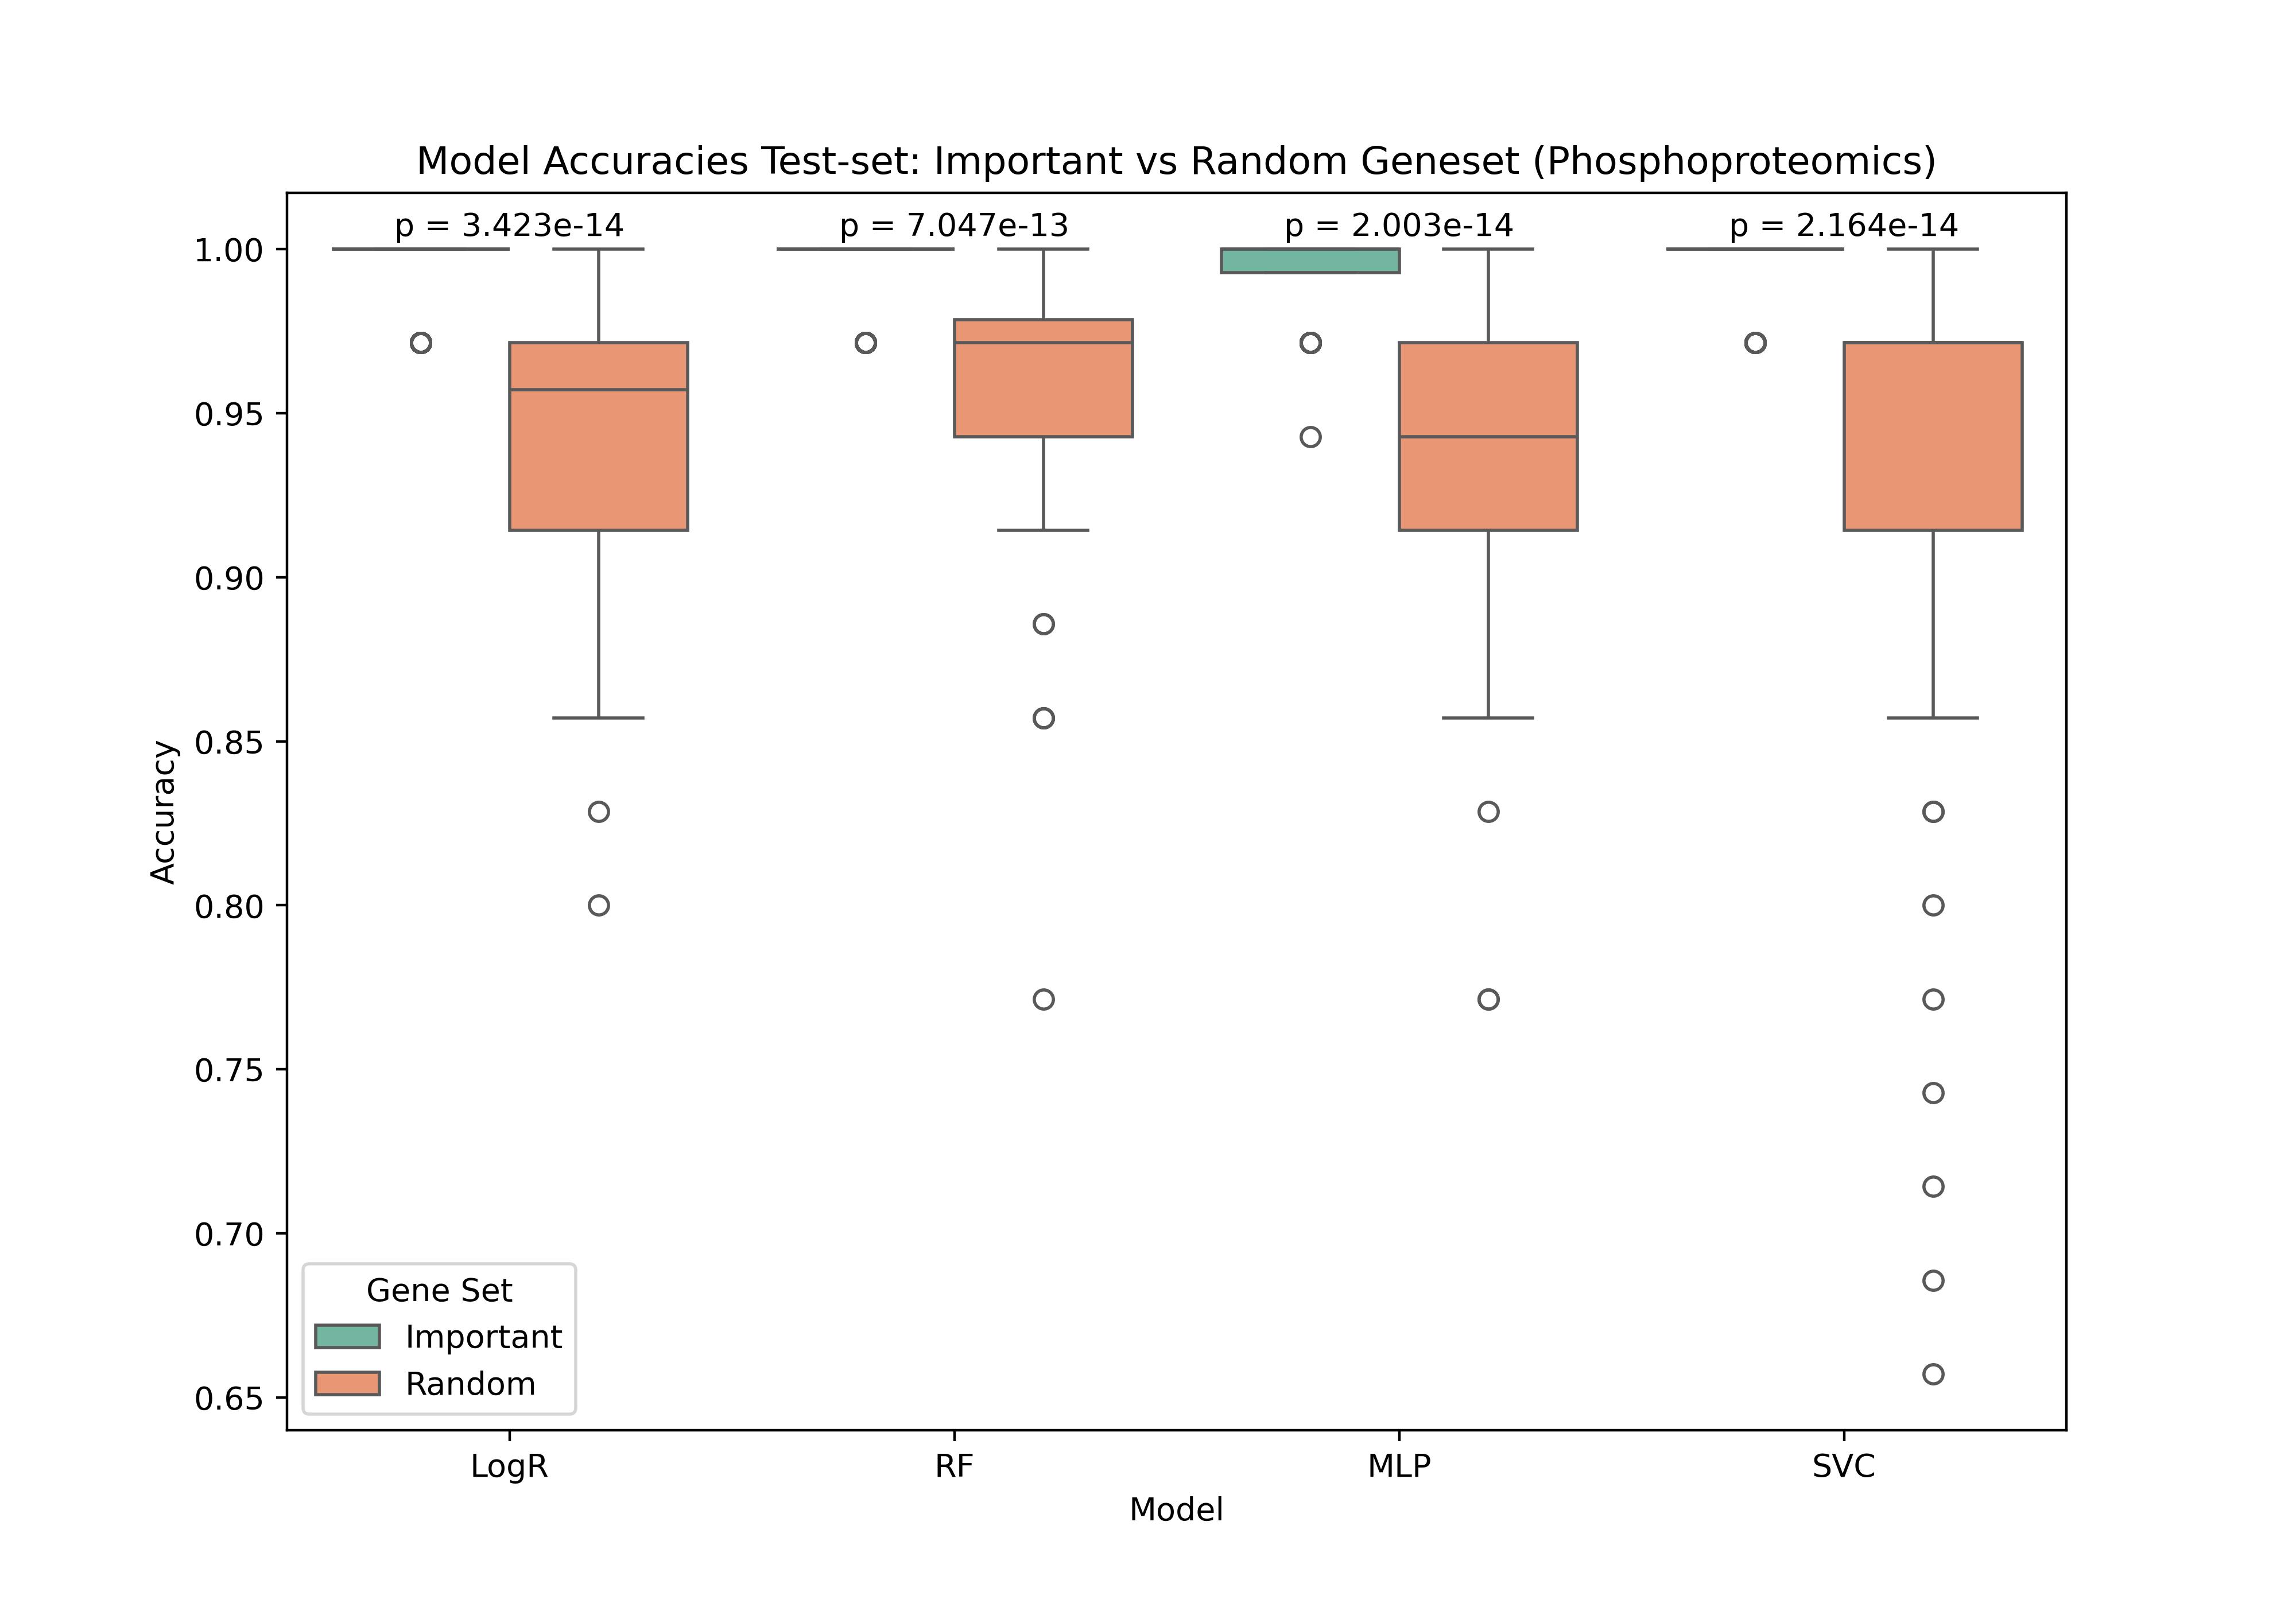 Model Accuracies Test-set: Important vs Random Geneset (Phosphoproteomics)
p = 3.423e-14
p = 7.047e-13
p = 2.003e-14
p = 2.164e-14
1.00
0.95
0.90
0.85
0.80
0.75
0.70
0.65
Accuracy
Gene Set
Important
Random
LogR
RF
MLP
SVC
Model